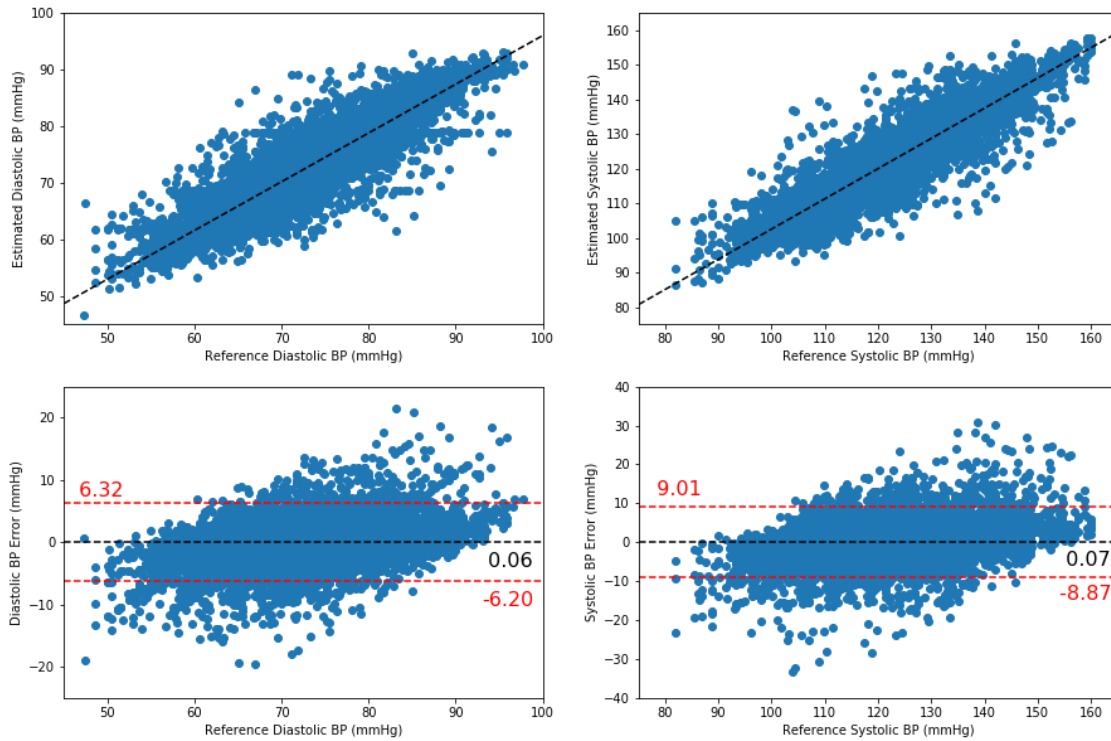 100
90
80
70
60
50
Estimated Diastolic BP (mmHg)
50 60 70 80 90 100
Reference Diastolic BP (mmHg)
160
150
140
130
120
110
100
90
80
Estimated Systolic BP (mmHg)
80 90 100 110 120 130 140 150 160
Reference Systolic BP (mmHg)
20
10
0
−10
−20
Diastolic BP Error (mmHg)
6.32
0.06
-6.20
50 60 70 80 90 100
Reference Diastolic BP (mmHg)
40
30
20
10
0
−10
−20
−30
−40
Systolic BP Error (mmHg)
9.01
0.07
-8.87
80 90 100 110 120 130 140 150 160
Reference Systolic BP (mmHg)